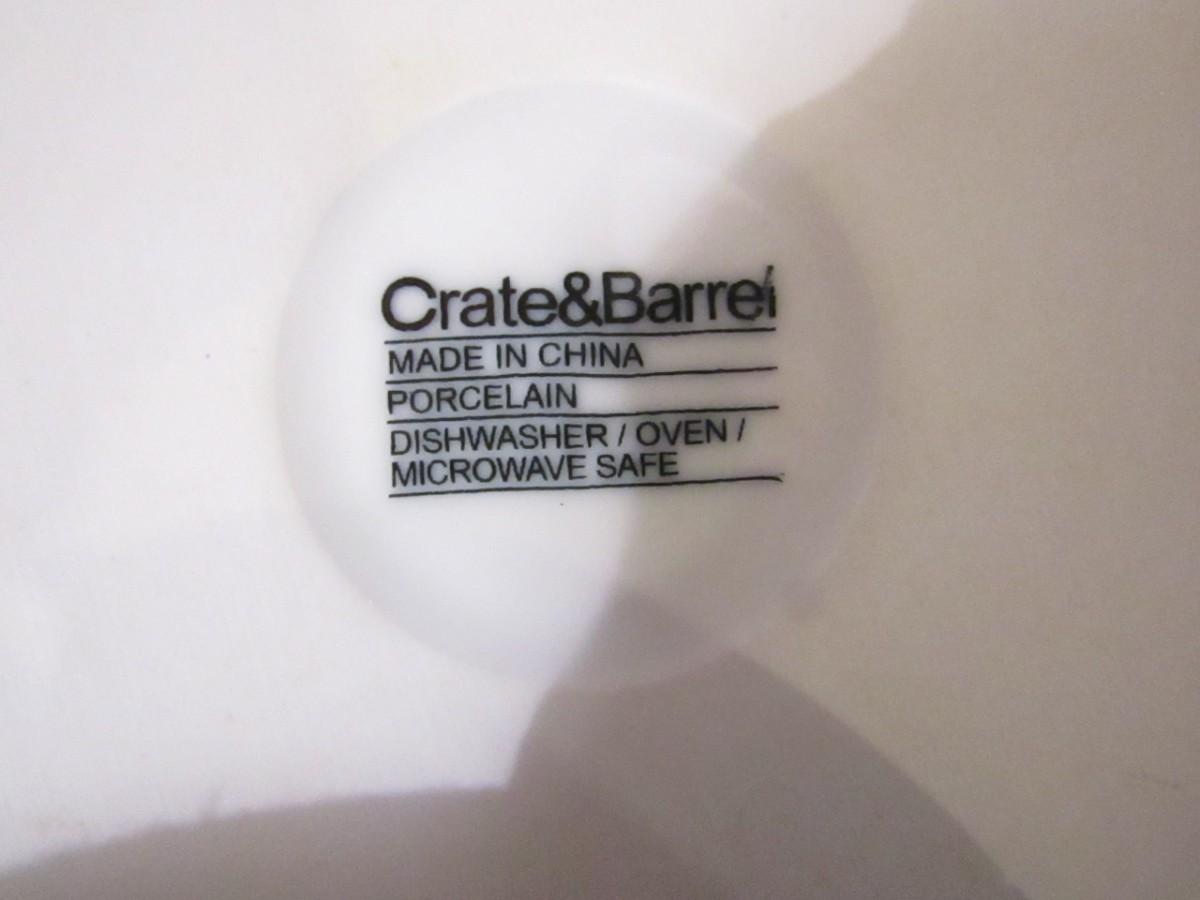 Crate&Barrel
MADE IN CHINA
PORCELAIN
DISHWASHER / OVEN /
MICROWAVE SAFE